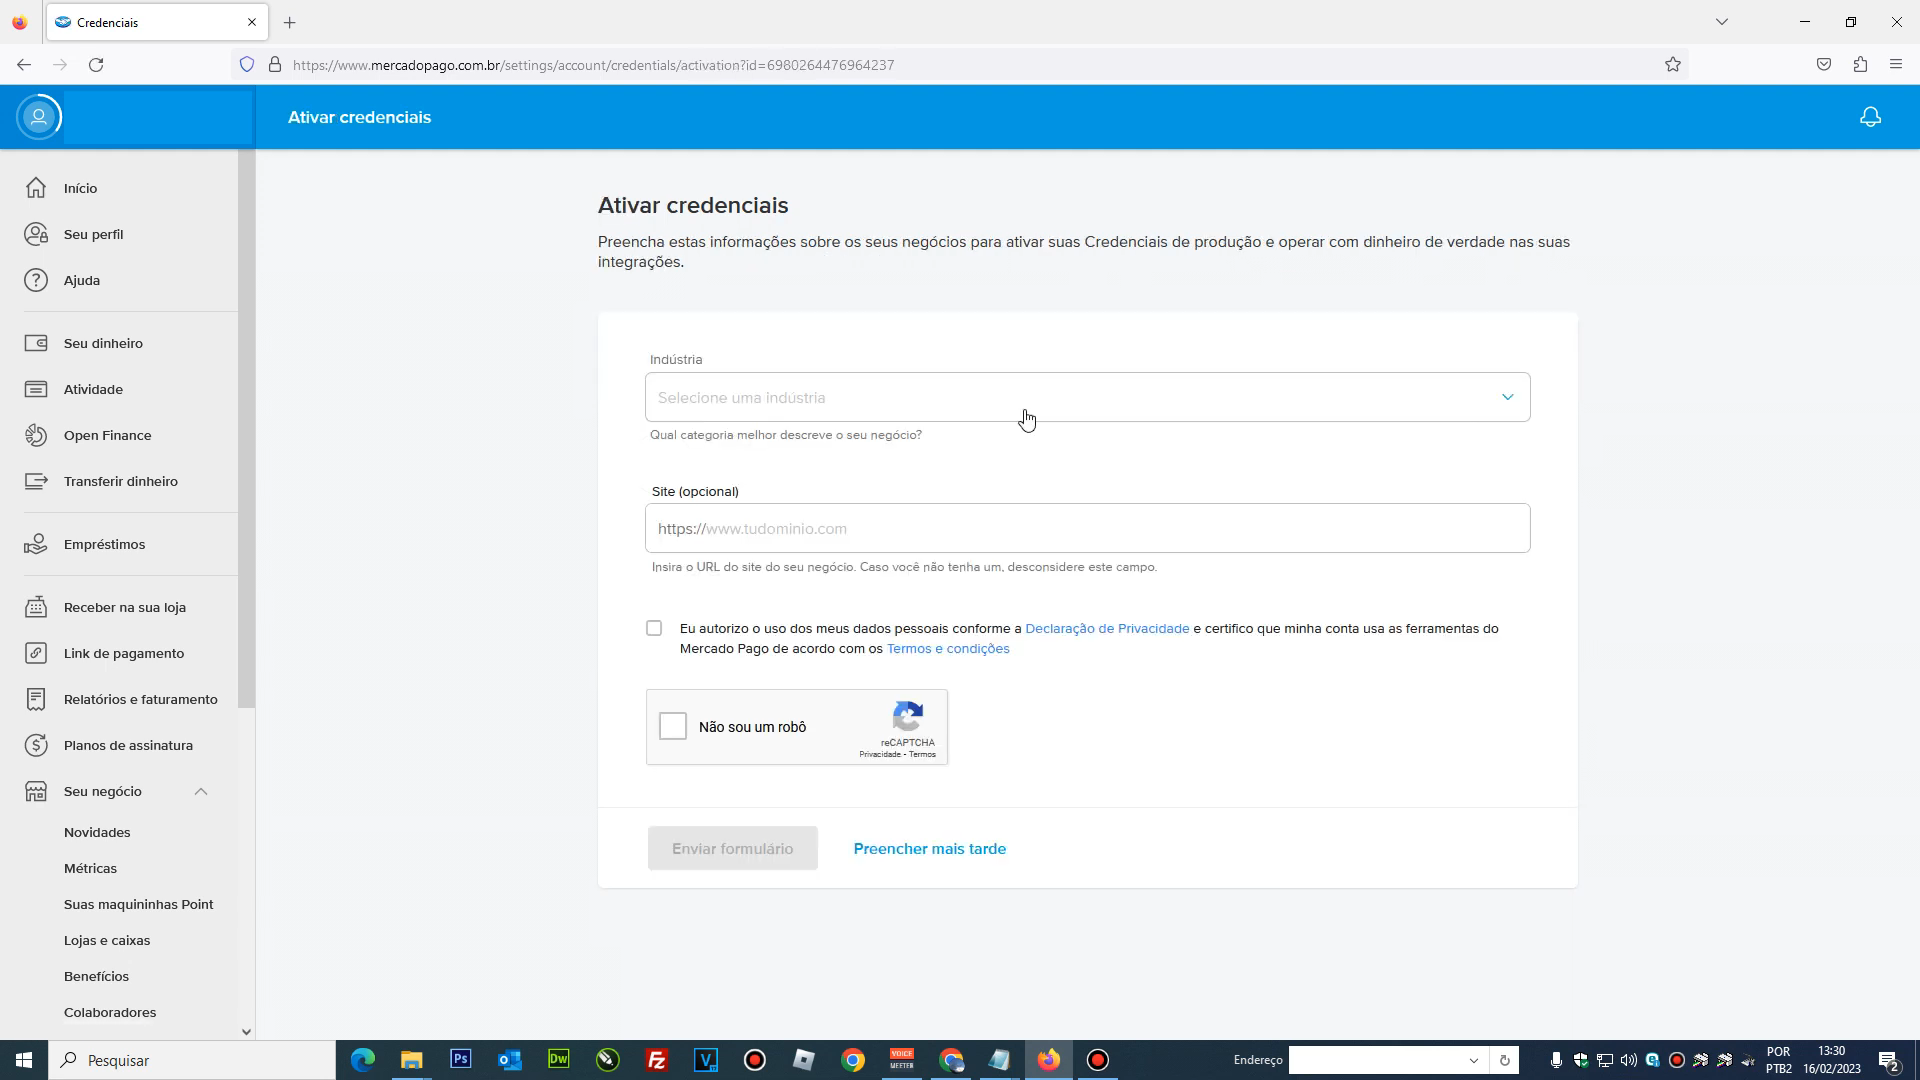 Credenciais
https://www.mercadopago.com.br/settings/account/credentials/activation?id=6980264476964237
Ativar credenciais
Início
Seu perfil
Ajuda
Seu dinheiro
Atividade
Open Finance
Transferir dinheiro
Empréstimos
Receber na sua loja
Link de pagamento
Relatórios e faturamento
Planos de assinatura
Seu negócio
Novidades
Métricas
Suas maquininhas Point
Lojas e caixas
Benefícios
Colaboradores
Ativar credenciais
Preencha estas informações sobre os seus negócios para ativar suas Credenciais de produção e operar com dinheiro de verdade nas suas
integrações.
Indústria
Selecione uma indústria
Qual categoria melhor descreve o seu negócio?
Site (opcional)
https://www.tudominio.com
Insira o URL do site do seu negócio. Caso você não tenha um, desconsidere este campo.
Eu autorizo o uso dos meus dados pessoais conforme a Declaração de Privacidade e certifico que minha conta usa as ferramentas do
Mercado Pago de acordo com os Termos e condições
Não sou um robô
reCAPTCHA
Privacidade - Termos
Enviar formulário
Preencher mais tarde
Pesquisar
Ps
Dw
Fz
V
VOICE
MEETER
Endereço
POR
PTB2
13:30
16/02/2023
2